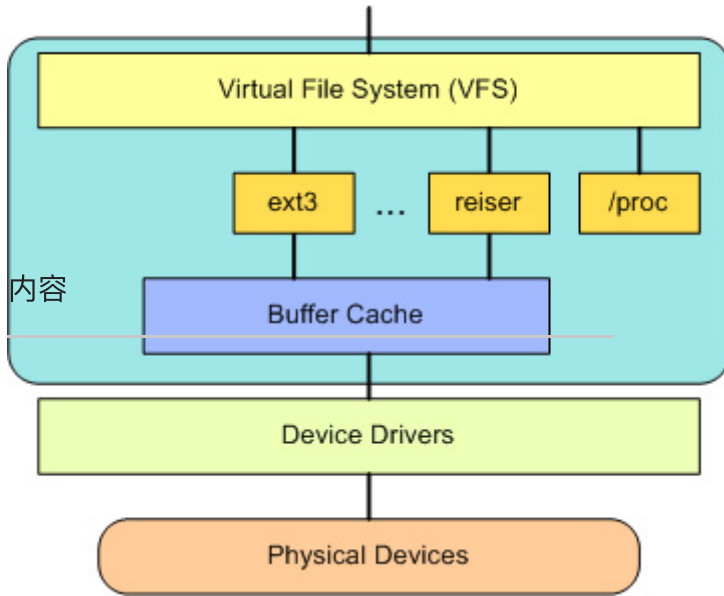 Virtual File System (VFS)
ext3
...
reiser
/proc
内容
Buffer Cache
Device Drivers
Physical Devices